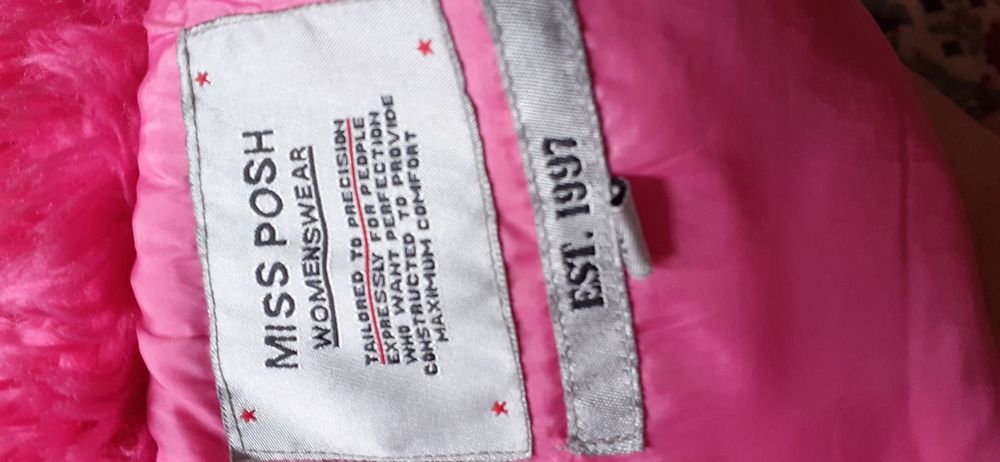 MISS POSH
WOMENSWEAR
TAILORED TO PRECISION
EXPRESSLY FOR PEOPLE
WHO WANT PERFECTION
CONSTRUCTED TO PROVIDE
MAXIMUM COMFORT
EST. 1997